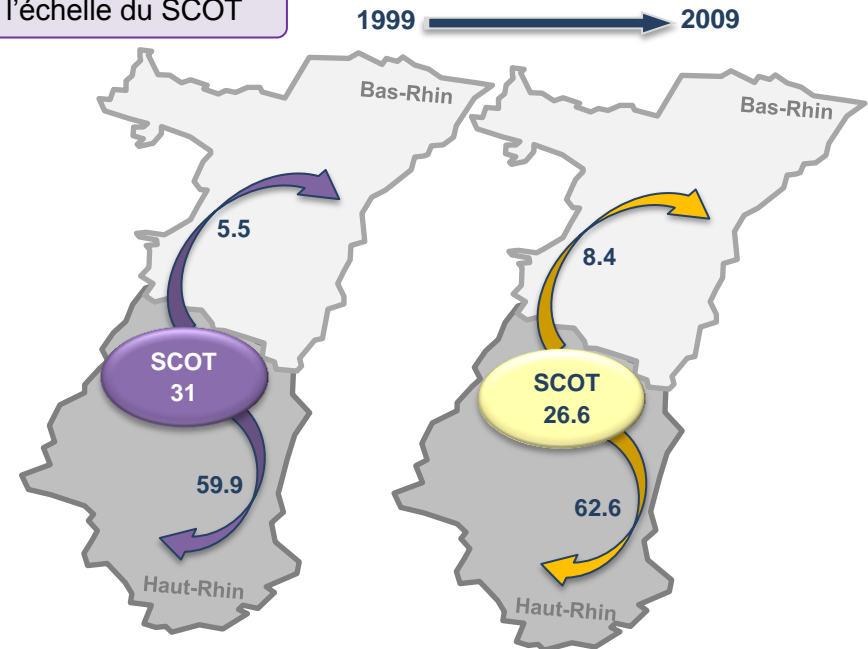 l'échelle du SCOT
1999
2009
Bas-Rhin
5.5
SCOT
31
59.9
Haut-Rhin
Bas-Rhin
8.4
SCOT
26.6
62.6
Haut-Rhin